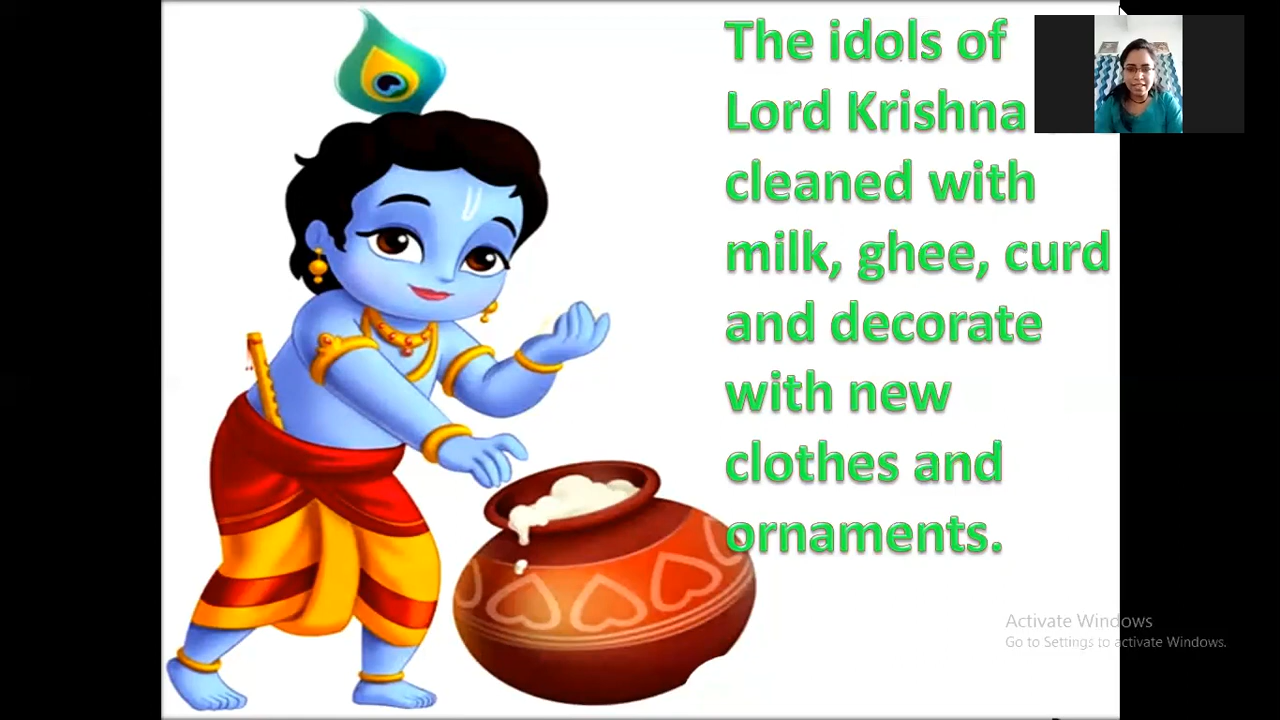 The idols of
Lord Krishna
cleaned with
milk, ghee, curd
and decorate
with new
clothes and
ornaments.
Activate Windows
Go to Settings to activate Windows.